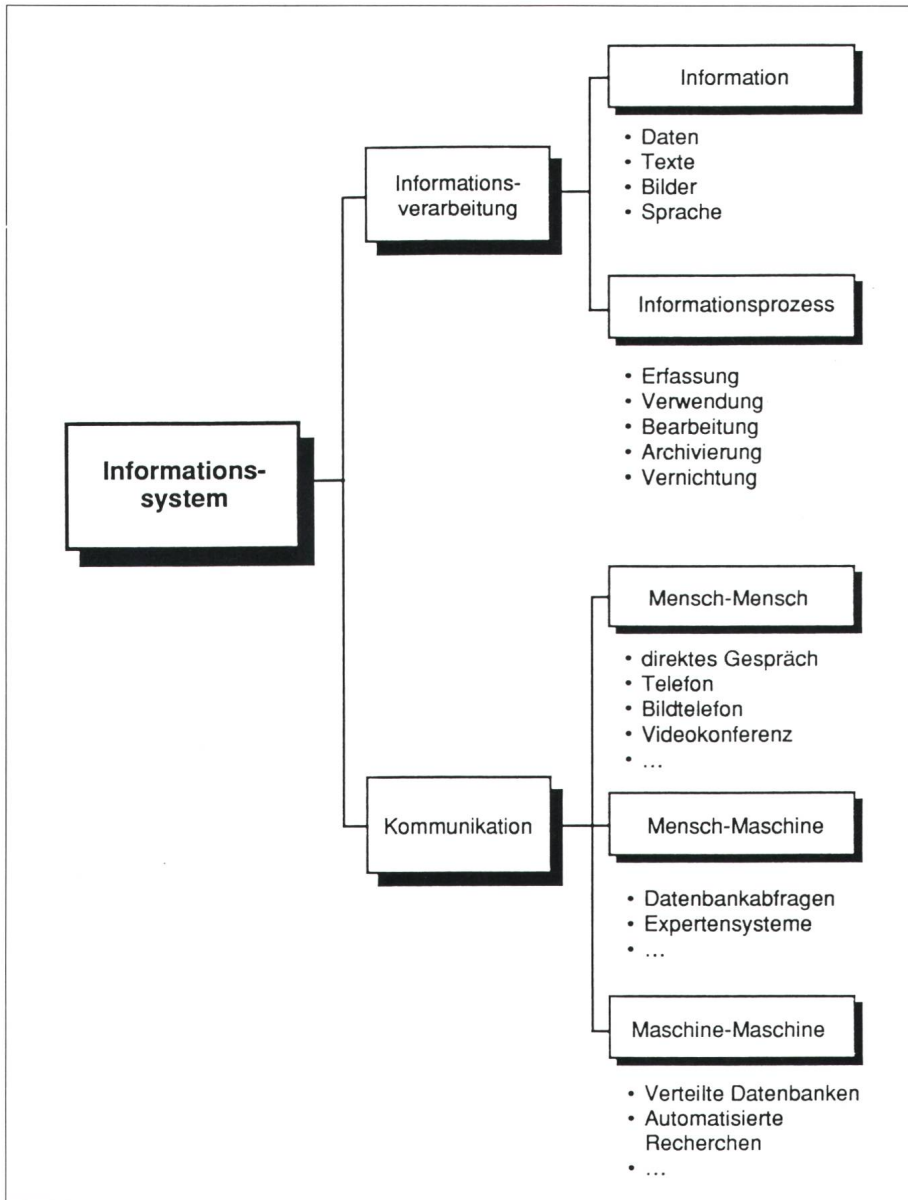 Information
• Daten
• Texte
• Bilder
• Sprache
Informations-
verarbeitung
Informationsprozess
• Erfassung
• Verwendung
• Bearbeitung
• Archivierung
• Vernichtung
Informations-
system
Mensch-Mensch
• direktes Gespräch
• Telefon
• Bildtelefon
• Videokonferenz
• ...
Kommunikation
Mensch-Maschine
• Datenbankabfragen
• Expertensysteme
• ...
Maschine-Maschine
• Verteilte Datenbanken
• Automatisierte
Recherchen
• ...